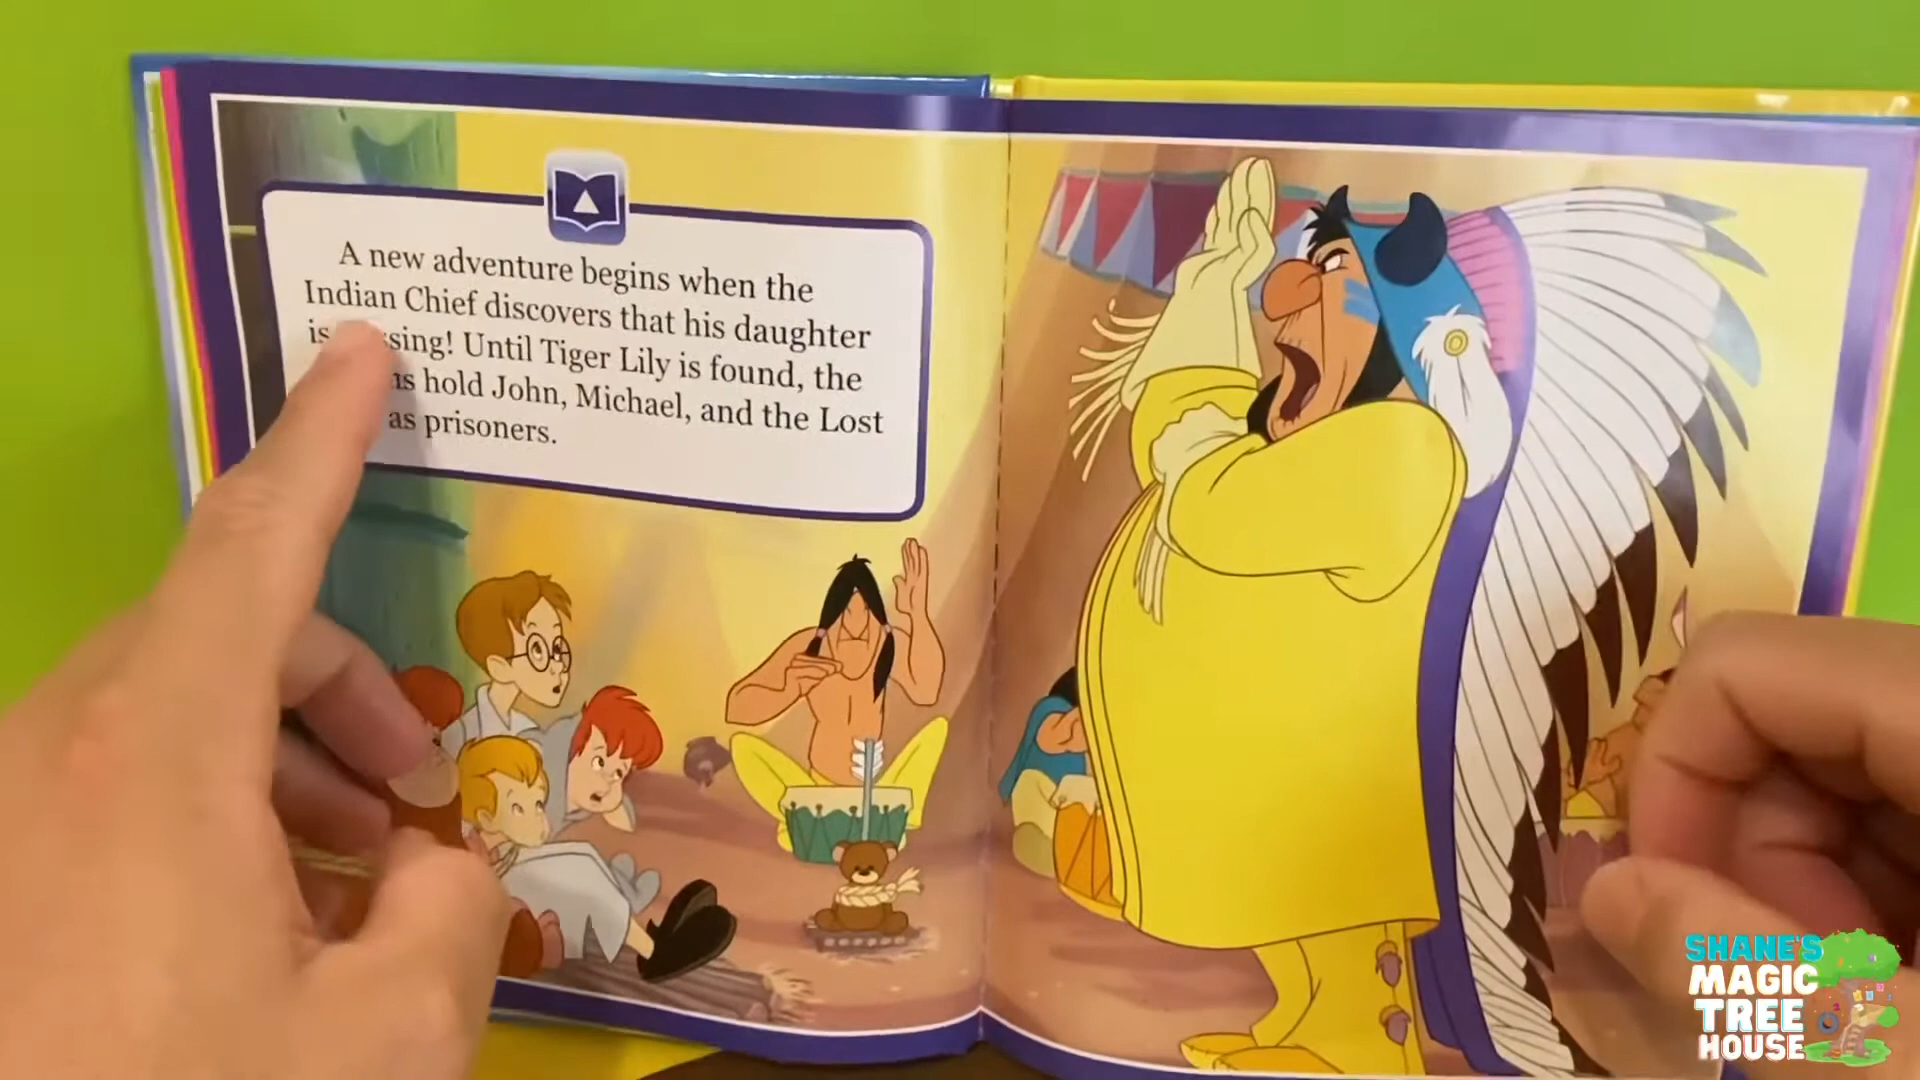 A new adventure begins when the
Indian Chief discovers that his daughter
is sing! Until Tiger Lily is found, the
ns hold John, Michael, and the Lost
as prisoners.
SHANE'S
MAGIC
TREE
HOUSE